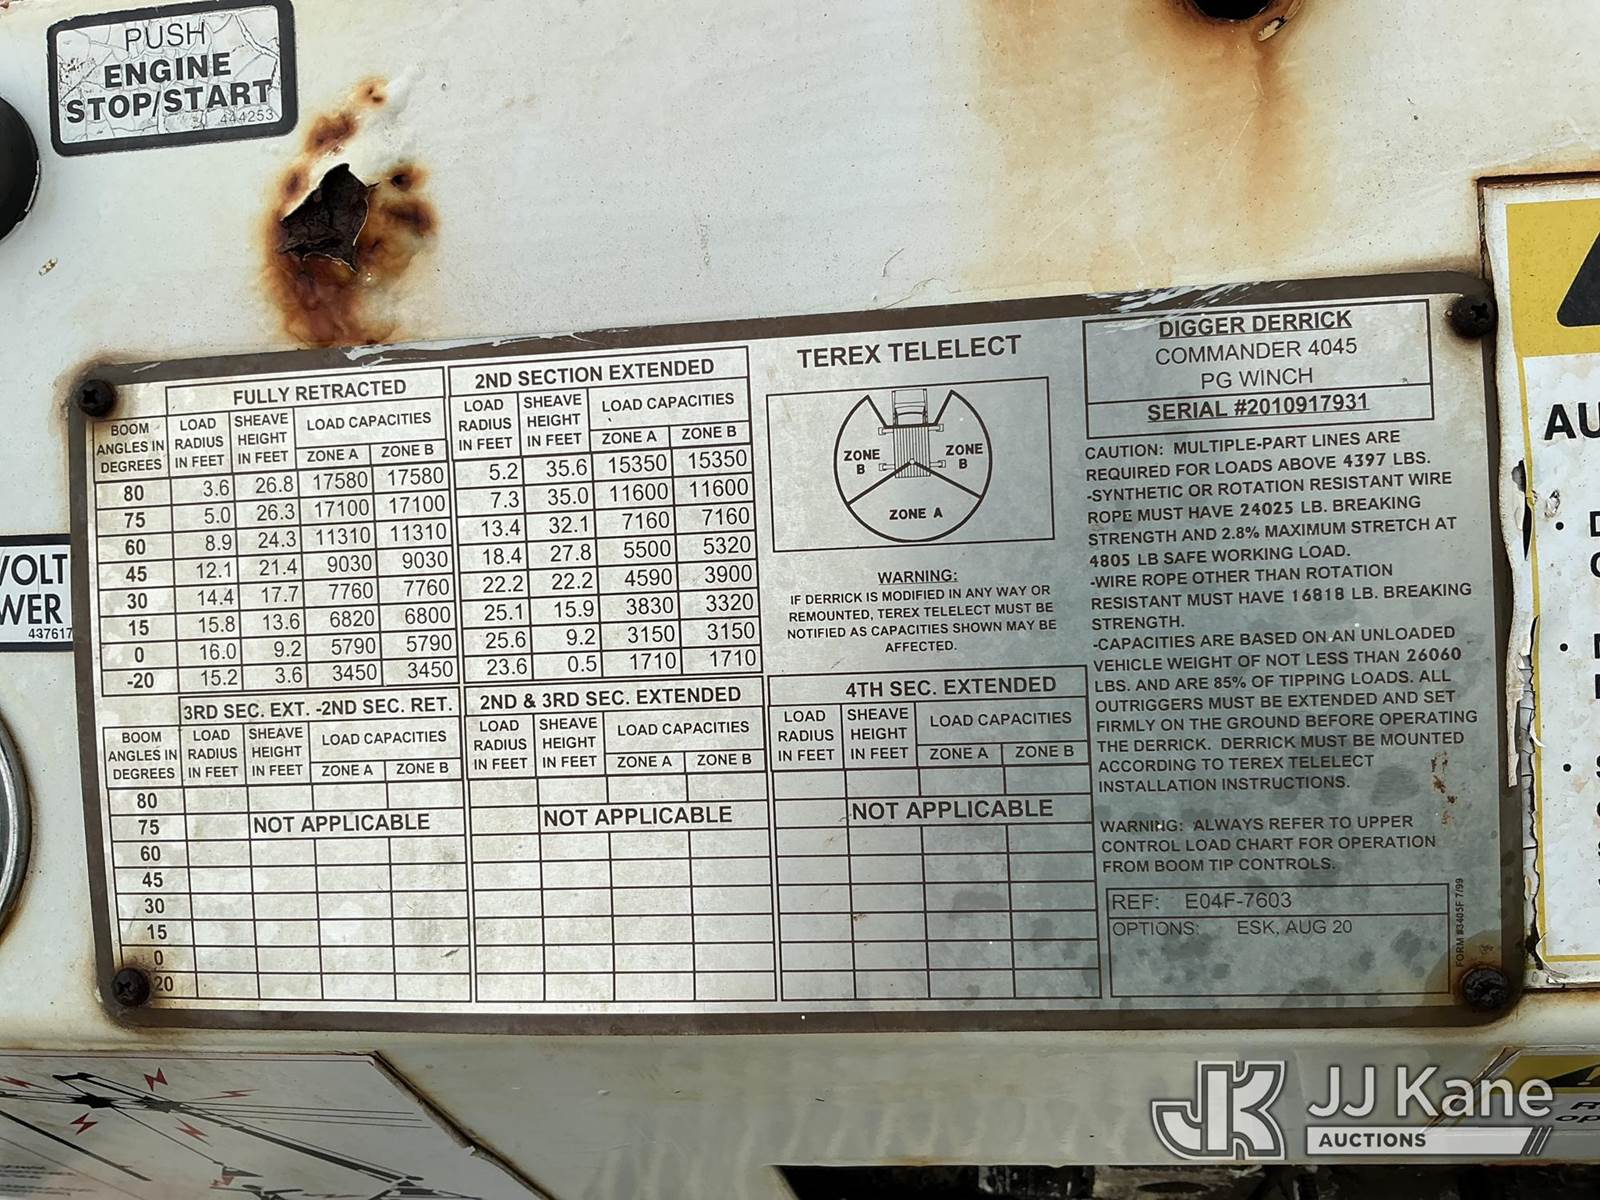 PUSH
ENGINE
STOP/START
444253
VOLT
WER
437617
FULLY RETRACTED
BOOM ANGLES IN DEGREES | LOAD RADIUS IN FEET | SHEAVE HEIGHT IN FEET | LOAD CAPACITIES ZONE A | ZONE B
80 3.6 26.8 17580 17580
75 5.0 26.3 17100 17100
60 8.9 24.3 11310 11310
45 12.1 21.4 9030 9030
30 14.4 17.7 7760 7760
15 15.8 13.6 6820 6800
0 16.0 9.2 5790 5790
-20 15.2 3.6 3450 3450
2ND SECTION EXTENDED
LOAD RADIUS IN FEET | SHEAVE HEIGHT IN FEET | LOAD CAPACITIES ZONE A | ZONE B
5.2 35.6 15350 15350
7.3 35.0 11600 11600
13.4 32.1 7160 7160
18.4 27.8 5500 5320
22.2 22.2 4590 3900
25.1 15.9 3830 3320
25.6 9.2 3150 3150
23.6 0.5 1710 1710
TEREX TELELECT
ZONE B
ZONE B
ZONE A
WARNING:
IF DERRICK IS MODIFIED IN ANY WAY OR
REMOUNTED, TEREX TELELECT MUST BE
NOTIFIED AS CAPACITIES SHOWN MAY BE
AFFECTED.
3RD SEC. EXT. -2ND SEC. RET.
BOOM ANGLES IN DEGREES | LOAD RADIUS IN FEET | SHEAVE HEIGHT IN FEET | LOAD CAPACITIES ZONE A | ZONE B
80
75 NOT APPLICABLE
60
45
30
15
0
20
2ND & 3RD SEC. EXTENDED
LOAD RADIUS IN FEET | SHEAVE HEIGHT IN FEET | LOAD CAPACITIES ZONE A | ZONE B
NOT APPLICABLE
4TH SEC. EXTENDED
LOAD RADIUS IN FEET | SHEAVE HEIGHT IN FEET | LOAD CAPACITIES ZONE A | ZONE B
NOT APPLICABLE
DIGGER DERRICK
COMMANDER 4045
PG WINCH
SERIAL #2010917931
CAUTION: MULTIPLE-PART LINES ARE
REQUIRED FOR LOADS ABOVE 4397 LBS.
-SYNTHETIC OR ROTATION RESISTANT WIRE
ROPE MUST HAVE 24025 LB. BREAKING
STRENGTH AND 2.8% MAXIMUM STRETCH AT
4805 LB SAFE WORKING LOAD.
-WIRE ROPE OTHER THAN ROTATION
RESISTANT MUST HAVE 16818 LB. BREAKING
STRENGTH.
-CAPACITIES ARE BASED ON AN UNLOADED
VEHICLE WEIGHT OF NOT LESS THAN 26060
LBS. AND ARE 85% OF TIPPING LOADS. ALL
OUTRIGGERS MUST BE EXTENDED AND SET
FIRMLY ON THE GROUND BEFORE OPERATING
THE DERRICK. DERRICK MUST BE MOUNTED
ACCORDING TO TEREX TELELECT
INSTALLATION INSTRUCTIONS.
WARNING: ALWAYS REFER TO UPPER
CONTROL LOAD CHART FOR OPERATION
FROM BOOM TIP CONTROLS.
REF: E04F-7603
OPTIONS: ESK, AUG 20
FORM #3405F 7/99
AU
JJ Kane
AUCTIONS